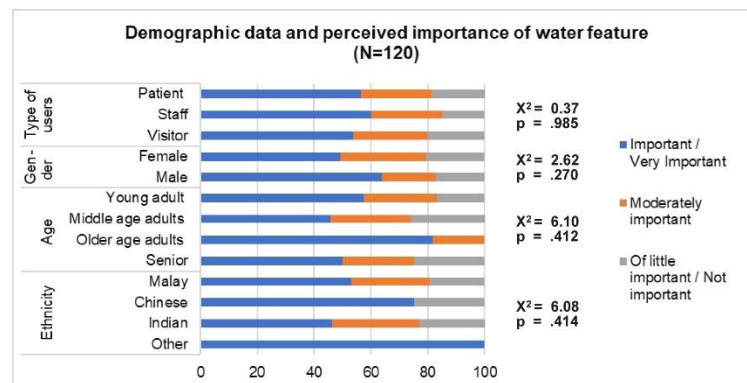 Demographic data and perceived importance of water feature
(N=120)
Type of
users
Patient
Staff
Visitor
X² = 0.37
p = .985
Gen-
der
Female
Male
X² = 2.62
p = .270
Age
Young adult
Middle age adults
Older age adults
Senior
X² = 6.10
p = .412
Ethnicity
Malay
Chinese
Indian
Other
X² = 6.08
p = .414
0 20 40 60 80 100
Important /
Very Important
Moderately
important
Of little
important / Not
important